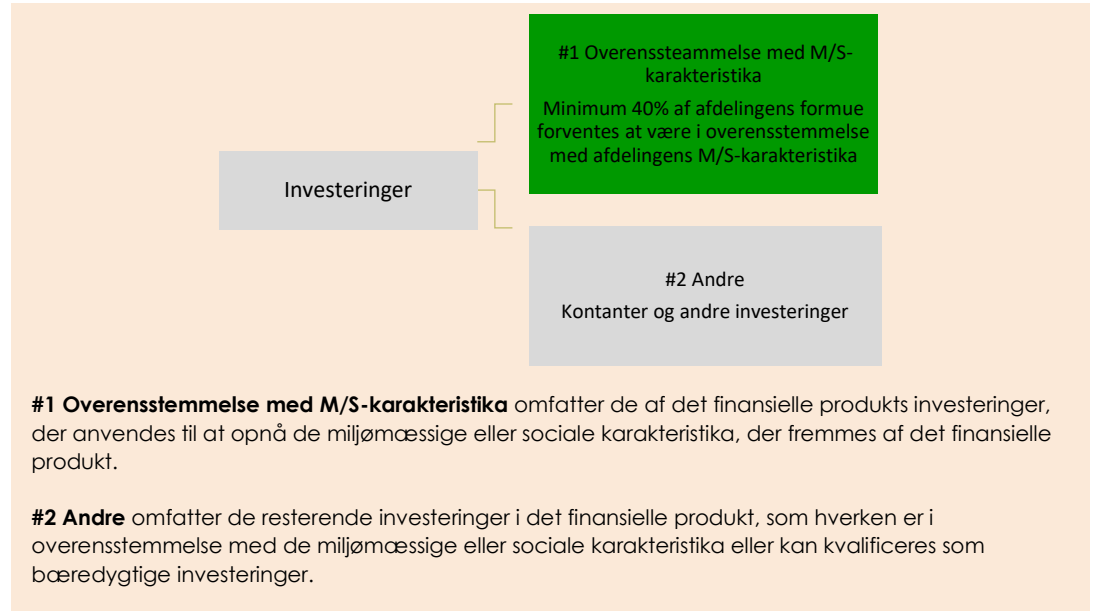 #1 Overenssteammelse med M/S-
karakteristika
Minimum 40% af afdelingens formue
forventes at være i overensstemmelse
med afdelingens M/S-karakteristika
Investeringer
#2 Andre
Kontanter og andre investeringer
#1 Overensstemmelse med M/S-karakteristika omfatter de af det finansielle produkts investeringer,
der anvendes til at opnå de miljømæssige eller sociale karakteristika, der fremmes af det finansielle
produkt.
#2 Andre omfatter de resterende investeringer i det finansielle produkt, som hverken er i
overensstemmelse med de miljømæssige eller sociale karakteristika eller kan kvalificeres som
bæredygtige investeringer.